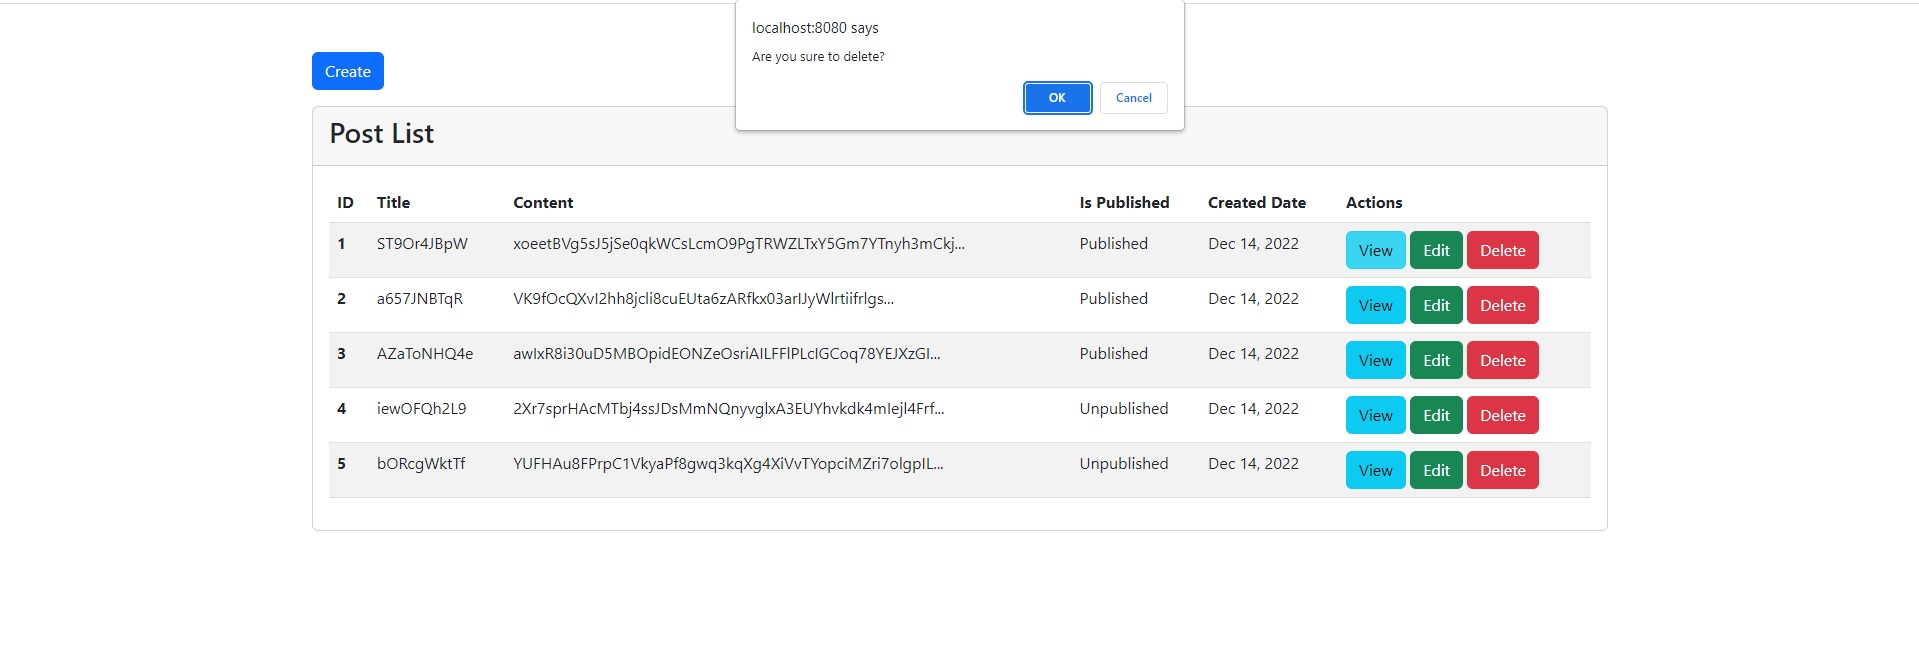 localhost:8080 says
Are you sure to delete?
OK Cancel
Create
Post List
ID Title Content Is Published Created Date Actions
1 ST9Or4JBpW xoeetBVg5sJ5jSe0qkWCsLcmO9PgTRWZLTxY5Gm7YTnyh3mCkj... Published Dec 14, 2022 View Edit Delete
2 a657JNBTqR VK9fOcQXvI2hh8jcli8cuEUta6zARfkx03arIJyWlrtiifrlgs... Published Dec 14, 2022 View Edit Delete
3 AZaToNHQ4e awIxR8i30uD5MBOpidEONZeOsriAILFFlPLcIGCoq78YEJXzGI... Published Dec 14, 2022 View Edit Delete
4 iewOFQh2L9 2Xr7sprHAcMTbj4ssJDsMmNQnyvglxA3EUYhvkdk4mIejl4Frf... Unpublished Dec 14, 2022 View Edit Delete
5 bORcgWktTf YUFHAu8FPrpC1VkyaPf8gwq3kqXg4XiVvTYopciMZri7olgpIL... Unpublished Dec 14, 2022 View Edit Delete